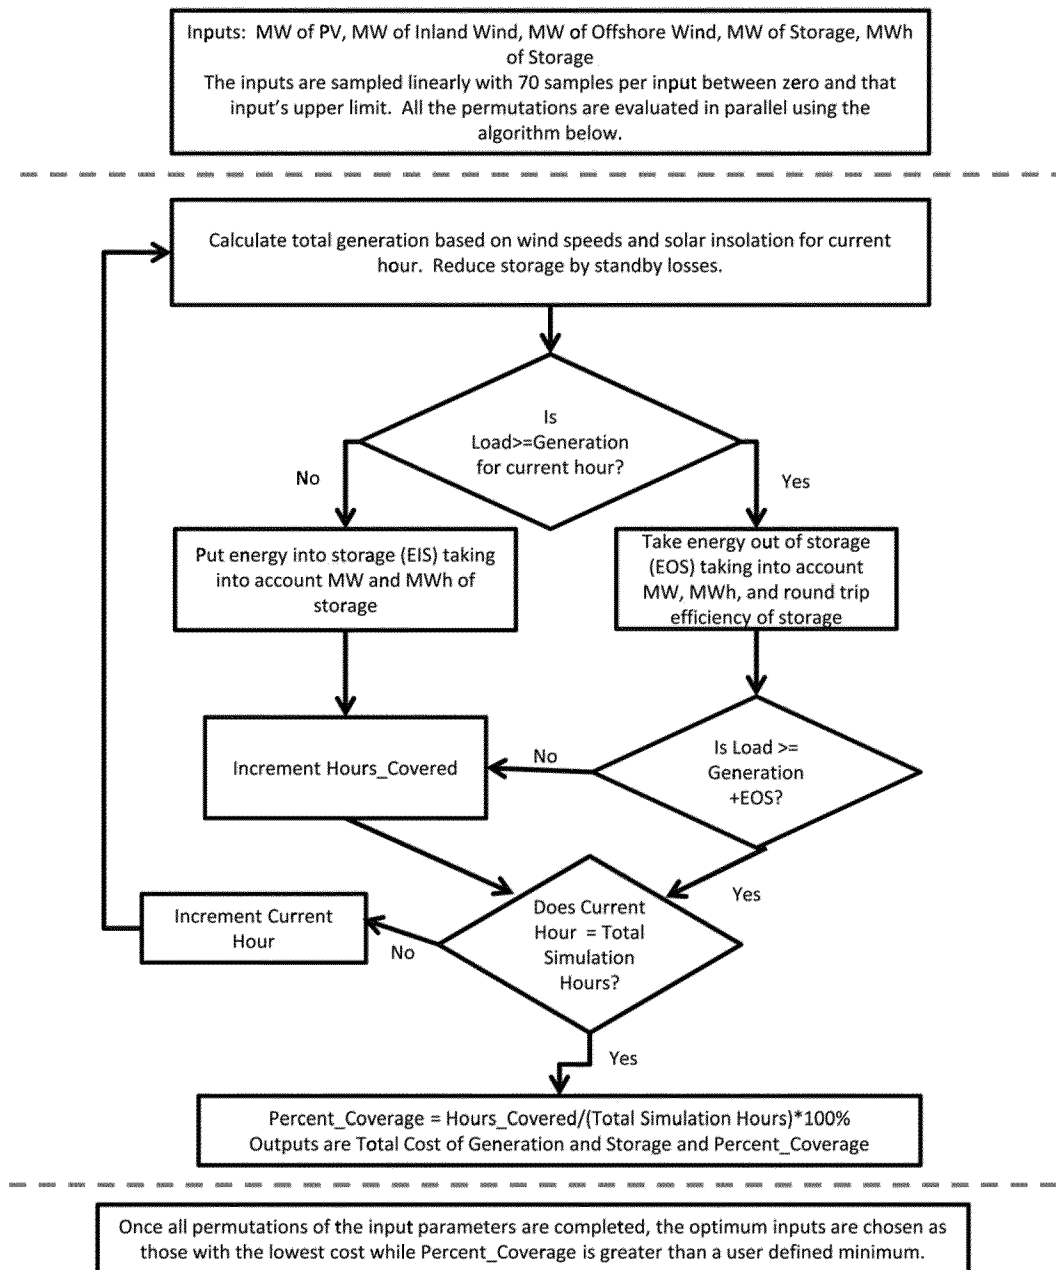 Inputs:  MW of PV, MW of Inland Wind, MW of Offshore Wind, MW of Storage, MWh
of Storage
The inputs are sampled linearly with 70 samples per input between zero and that
input's upper limit.  All the permutations are evaluated in parallel using the
algorithm below.
Calculate total generation based on wind speeds and solar insolation for current
hour.  Reduce storage by standby losses.
Is
Load>=Generation
for current hour?
No
Yes
Put energy into storage (EIS) taking
into account MW and MWh of
storage
Take energy out of storage
(EOS) taking into account
MW, MWh, and round trip
efficiency of storage
Increment Hours_Covered
No
Is Load >=
Generation
+EOS?
Yes
Increment Current
Hour
No
Does Current
Hour  = Total
Simulation
Hours?
Yes
Percent_Coverage = Hours_Covered/(Total Simulation Hours)*100%
Outputs are Total Cost of Generation and Storage and Percent_Coverage
Once all permutations of the input parameters are completed, the optimum inputs are chosen as
those with the lowest cost while Percent_Coverage is greater than a user defined minimum.